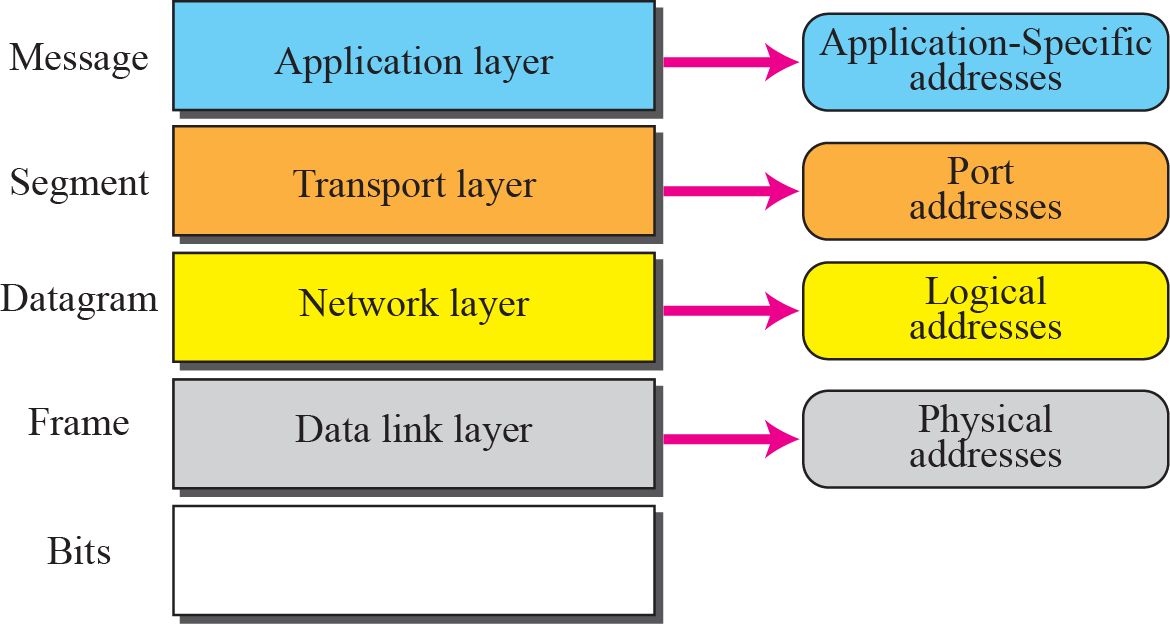 Message
Application layer
Application-Specific
addresses
Segment
Transport layer
Port
addresses
Datagram
Network layer
Logical
addresses
Frame
Data link layer
Physical
addresses
Bits